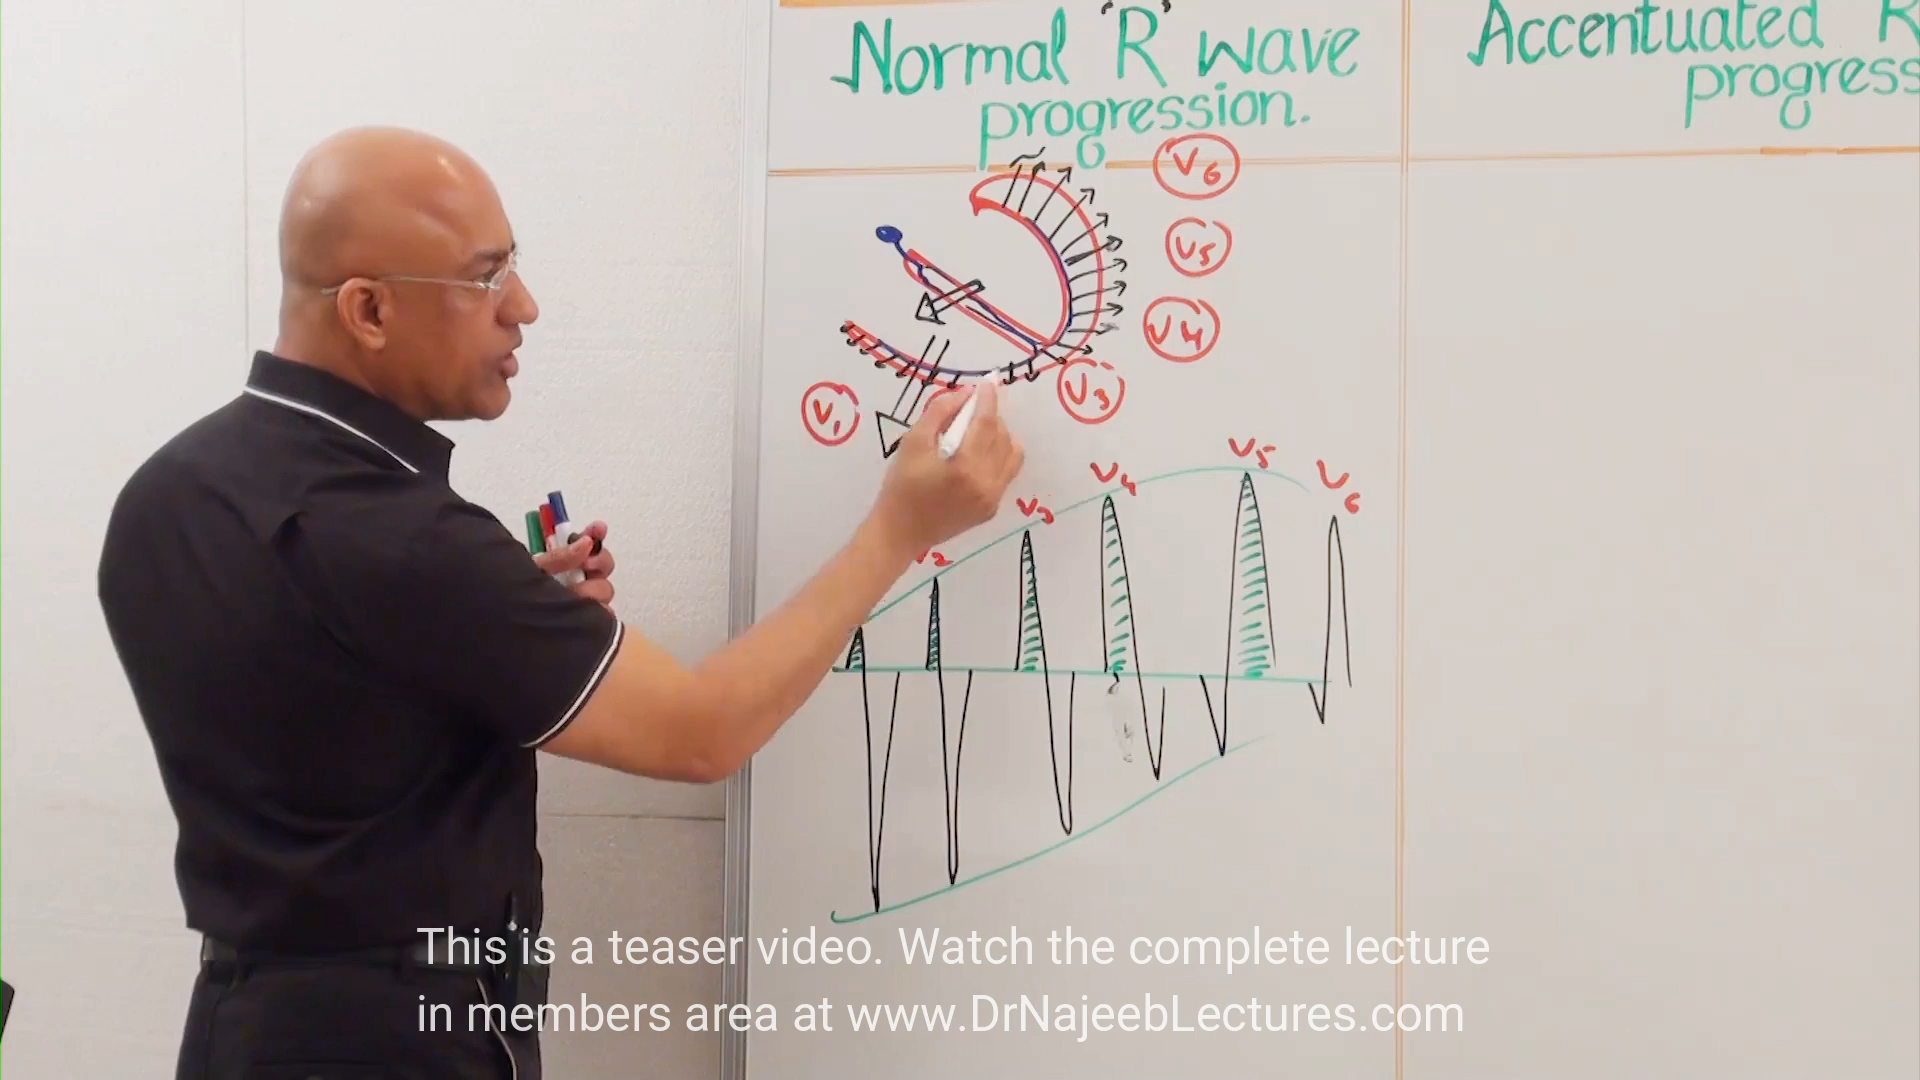 Normal 'R' wave
progression.
Accentuated R
progress
V6
V5
V4
V3
V1
V5
V4
V6
V3
This is a teaser video. Watch the complete lecture
in members area at www.DrNajeebLectures.com